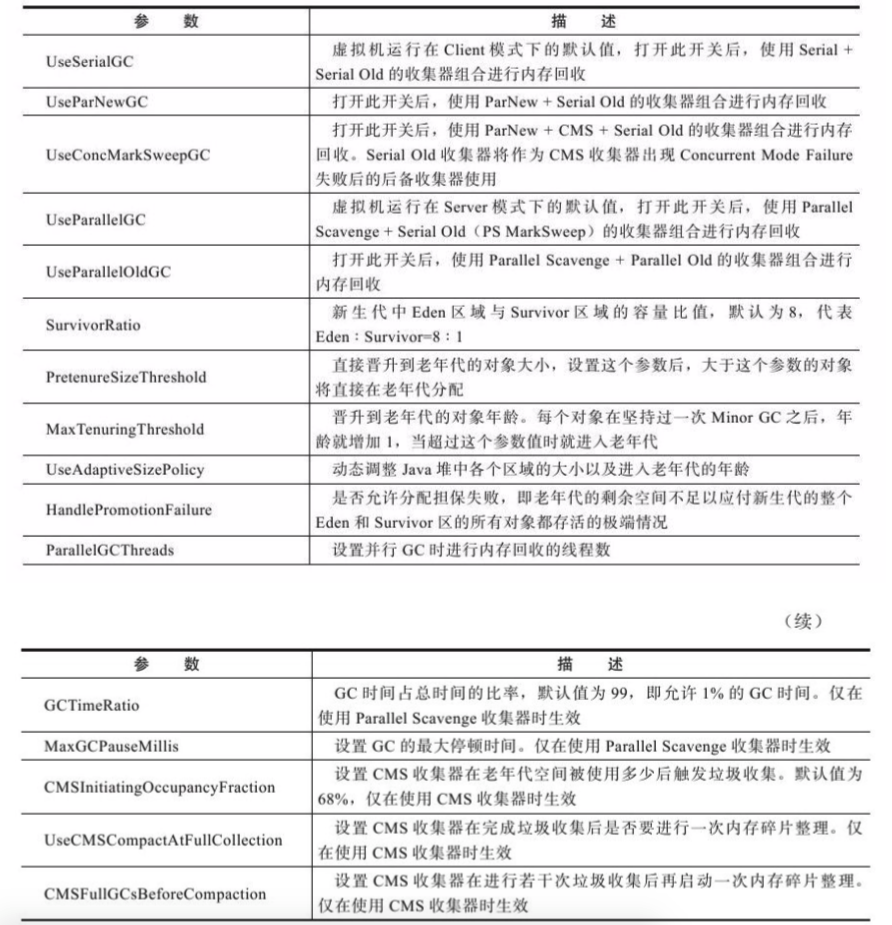 参 数 描 述
UseSerialGC
虚拟机运行在 Client 模式下的默认值，打开此开关后，使用 Serial +
Serial Old 的收集器组合进行内存回收
UseParNewGC
打开此开关后，使用 ParNew + Serial Old 的收集器组合进行内存回收
UseConcMarkSweepGC
打开此开关后，使用 ParNew + CMS + Serial Old 的收集器组合进行内存
回收。Serial Old 收集器将作为 CMS 收集器出现 Concurrent Mode Failure
失败后的后备收集器使用
UseParallelGC
虚拟机运行在 Server 模式下的默认值，打开此开关后，使用 Parallel
Scavenge + Serial Old（PS MarkSweep）的收集器组合进行内存回收
UseParallelOldGC
打开此开关后，使用 Parallel Scavenge + Parallel Old 的收集器组合进行
内存回收
SurvivorRatio
新生代中 Eden 区域与 Survivor 区域的容量比值，默认为 8，代表
Eden：Survivor=8：1
PretenureSizeThreshold
直接晋升到老年代的对象大小，设置这个参数后，大于这个参数的对象
将直接在老年代分配
MaxTenuringThreshold
晋升到老年代的对象年龄。每个对象在坚持过一次 Minor GC 之后，年
龄就增加 1，当超过这个参数值时就进入老年代
UseAdaptiveSizePolicy
动态调整 Java 堆中各个区域的大小以及进入老年代的年龄
HandlePromotionFailure
是否允许分配担保失败，即老年代的剩余空间不足以应付新生代的整个
Eden 和 Survivor 区的所有对象都存活的极端情况
ParallelGCThreads
设置并行 GC 时进行内存回收的线程数
（续）
参 数 描 述
GCTimeRatio
GC 时间占总时间的比率，默认值为 99，即允许 1% 的 GC 时间。仅在
使用 Parallel Scavenge 收集器时生效
MaxGCPauseMillis
设置 GC 的最大停顿时间。仅在使用 Parallel Scavenge 收集器时生效
CMSInitiatingOccupancyFraction
设置 CMS 收集器在老年代空间被使用多少后触发垃圾收集。默认值为
68%，仅在使用 CMS 收集器时生效
UseCMSCompactAtFullCollection
设置 CMS 收集器在完成垃圾收集后是否要进行一次内存碎片整理。仅
在使用 CMS 收集器时生效
CMSFullGCsBeforeCompaction
设置 CMS 收集器在进行若干次垃圾收集后再启动一次内存碎片整理。
仅在使用 CMS 收集器时生效